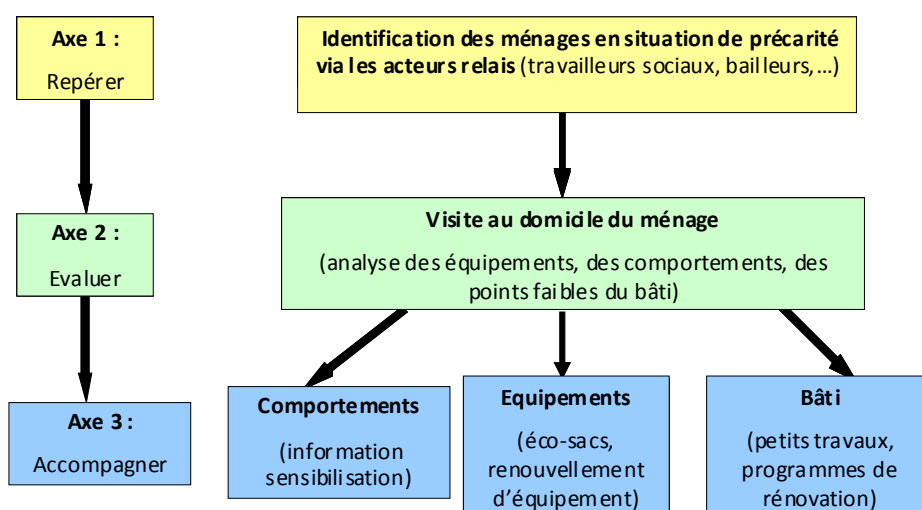 Axe 1 :
Repérer
Identification des ménages en situation de précarité
via les acteurs relais (travailleurs sociaux, bailleurs,...)
Axe 2 :
Evaluer
Visite au domicile du ménage
(analyse des équipements, des comportements, des
points faibles du bâti)
Axe 3 :
Accompagner
Comportements
(information
sensibilisation)
Equipements
(éco-sacs,
renouvellement
d'équipement)
Bâti
(petits travaux,
programmes de
rénovation)